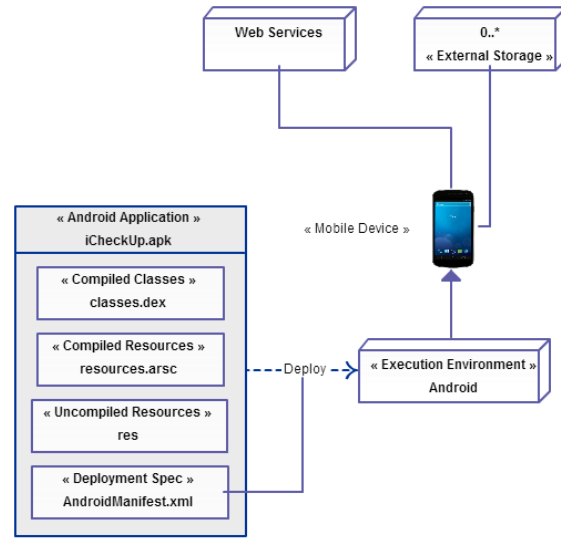 Web Services
0..*
« External Storage »
« Mobile Device »
« Android Application »
iCheckUp.apk
« Compiled Classes »
classes.dex
« Compiled Resources »
resources.arsc
Deploy
« Execution Environment »
Android
« Uncompiled Resources »
res
« Deployment Spec »
AndroidManifest.xml